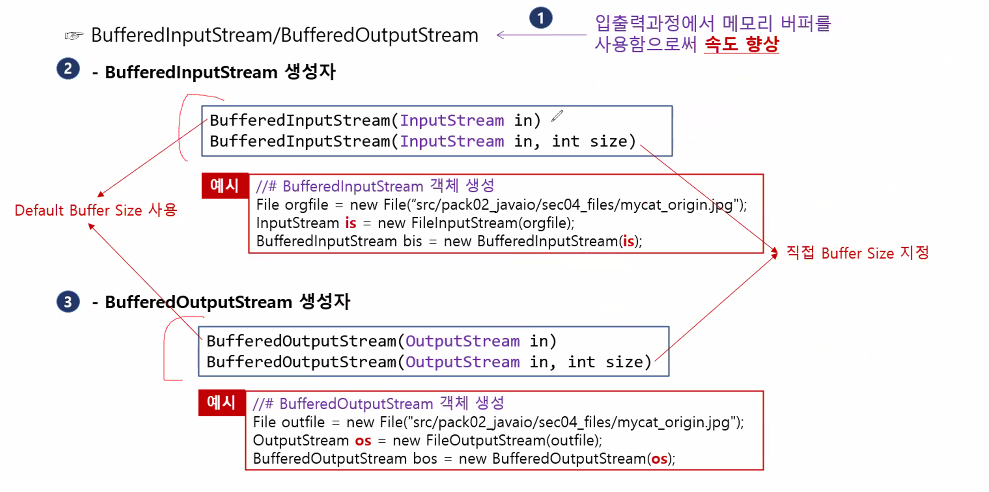 ☞ BufferedInputStream/BufferedOutputStream
1
입출력과정에서 메모리 버퍼를
사용함으로써 속도 향상
2
- BufferedInputStream 생성자
BufferedInputStream(InputStream in)
BufferedInputStream(InputStream in, int size)
예시
//# BufferedInputStream 객체 생성
File orgfile = new File(“src/pack02_javaio/sec04_files/mycat_origin.jpg");
InputStream is = new FileInputStream(orgfile);
BufferedInputStream bis = new BufferedInputStream(is);
Default Buffer Size 사용
직접 Buffer Size 지정
3
- BufferedOutputStream 생성자
BufferedOutputStream(OutputStream in)
BufferedOutputStream(OutputStream in, int size)
예시
//# BufferedOutputStream 객체 생성
File outfile = new File("src/pack02_javaio/sec04_files/mycat_origin.jpg");
OutputStream os = new FileOutputStream(outfile);
BufferedOutputStream bos = new BufferedOutputStream(os);